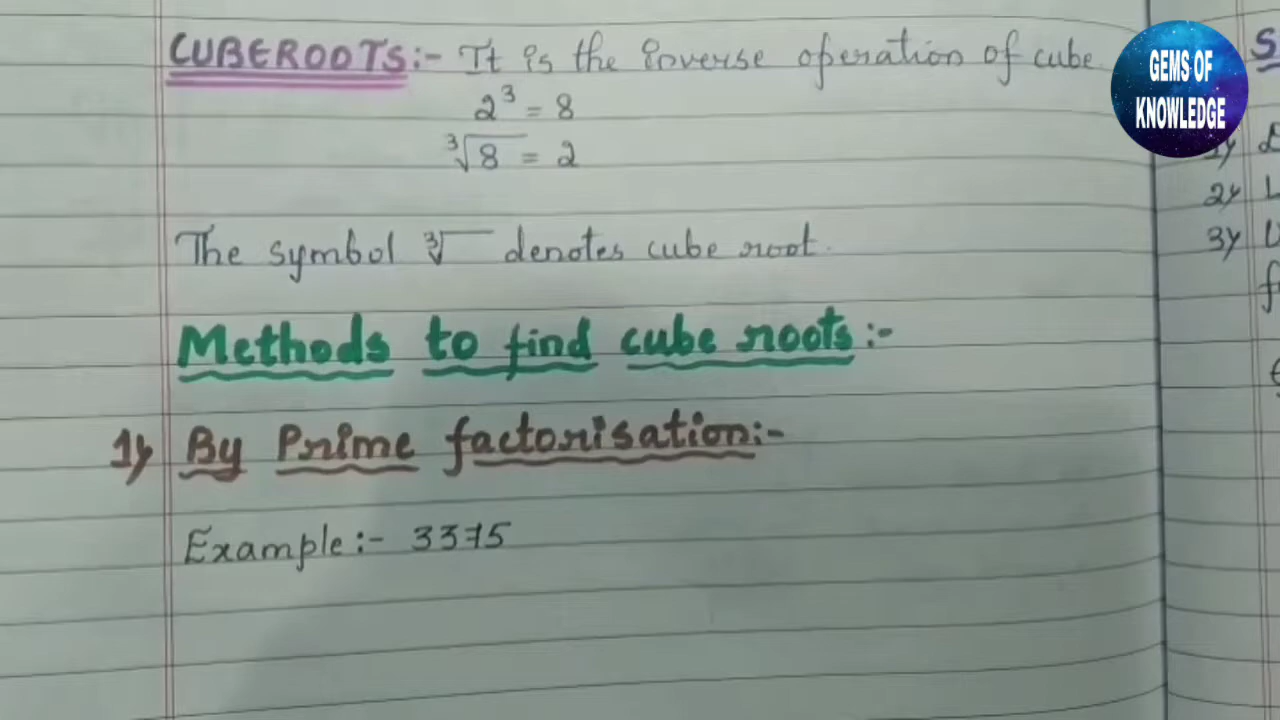 CUBEROOTS:- It is the inverse operation of cube
2³ = 8
∛8 = 2
The symbol ∛ denotes cube root.
Methods to find cube roots:-
1) By Prime factorisation:-
Example:- 3375
GEMS OF
KNOWLEDGE
S
2)
3)